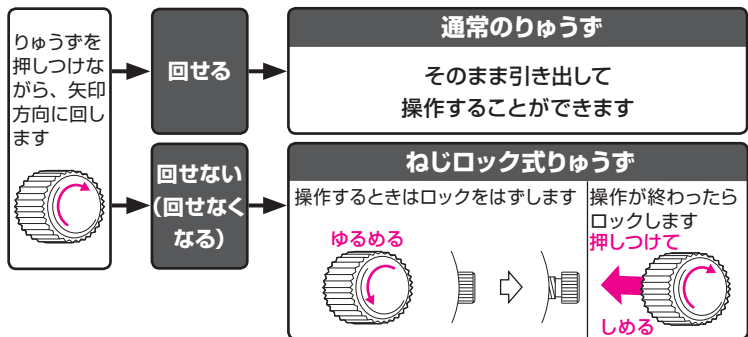 りゅうずを
押しつけな
がら、矢印
方向に回し
ます
回せる
通常のりゅうず
そのまま引き出して
操作することができます
回せない
(回せなく
なる)
ねじロック式りゅうず
操作するときはロックをはずします
ゆるめる
操作が終わったら
ロックします
押しつけて
しめる